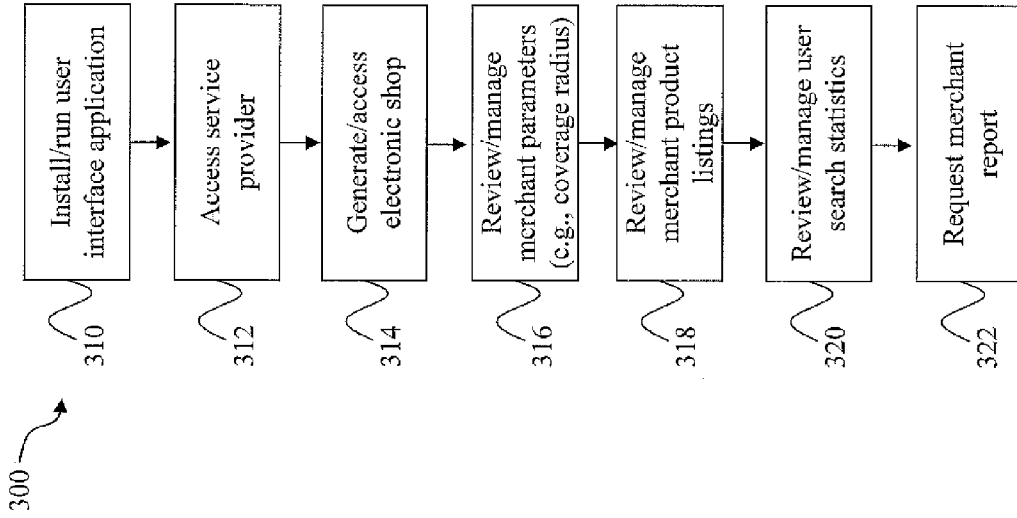 300
310
Install/run user
interface application
312
Access service
provider
314
Generate/access
electronic shop
316
Review/manage
merchant parameters
(e.g., coverage radius)
318
Review/manage
merchant product
listings
320
Review/manage user
search statistics
322
Request merchant
report